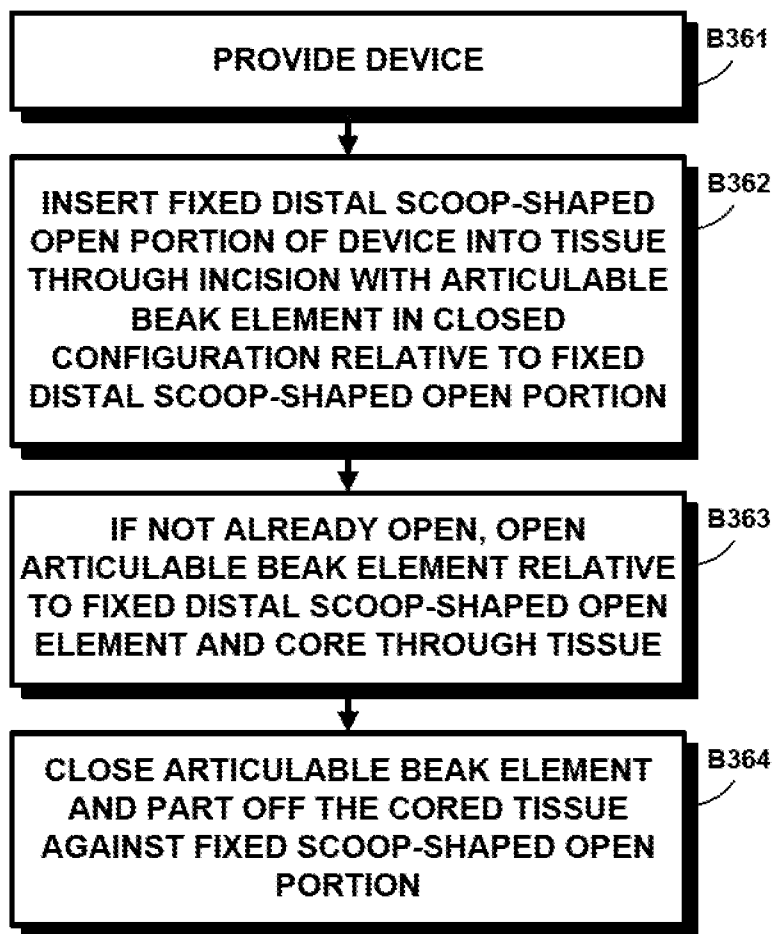 PROVIDE DEVICE
B361
INSERT FIXED DISTAL SCOOP-SHAPED
OPEN PORTION OF DEVICE INTO TISSUE
THROUGH INCISION WITH ARTICULABLE
BEAK ELEMENT IN CLOSED
CONFIGURATION RELATIVE TO FIXED
DISTAL SCOOP-SHAPED OPEN PORTION
B362
IF NOT ALREADY OPEN, OPEN
ARTICULABLE BEAK ELEMENT RELATIVE
TO FIXED DISTAL SCOOP-SHAPED OPEN
ELEMENT AND CORE THROUGH TISSUE
B363
CLOSE ARTICULABLE BEAK ELEMENT
AND PART OFF THE CORED TISSUE
AGAINST FIXED SCOOP-SHAPED OPEN
PORTION
B364